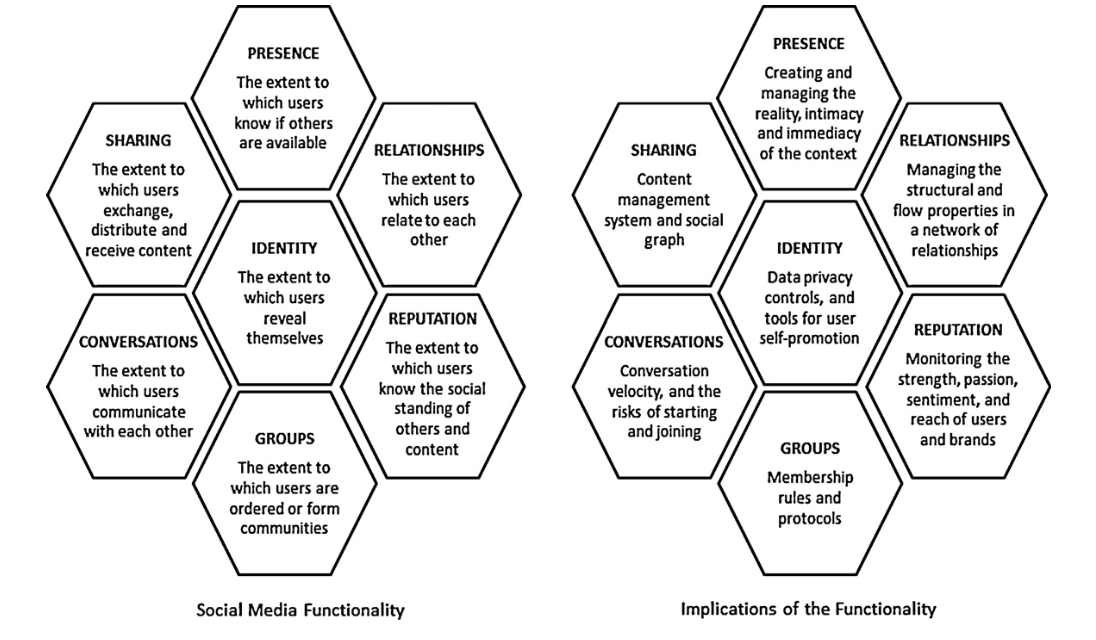 PRESENCE
The extent to
which users
know if others
are available
SHARING
The extent to
which users
exchange,
distribute and
receive content
RELATIONSHIPS
The extent to
which users
relate to each
other
IDENTITY
The extent to
which users
reveal
themselves
CONVERSATIONS
The extent to
which users
communicate
with each other
REPUTATION
The extent to
which users
know the social
standing of
others and
content
GROUPS
The extent to
which users are
ordered or form
communities
Social Media Functionality
PRESENCE
Creating and
managing the
reality, intimacy
and immediacy
of the context
SHARING
Content
management
system and social
graph
RELATIONSHIPS
Managing the
structural and
flow properties in
a network of
relationships
IDENTITY
Data privacy
controls, and
tools for user
self-promotion
CONVERSATIONS
Conversation
velocity, and the
risks of starting
and joining
REPUTATION
Monitoring the
strength, passion,
sentiment, and
reach of users
and brands
GROUPS
Membership
rules and
protocols
Implications of the Functionality